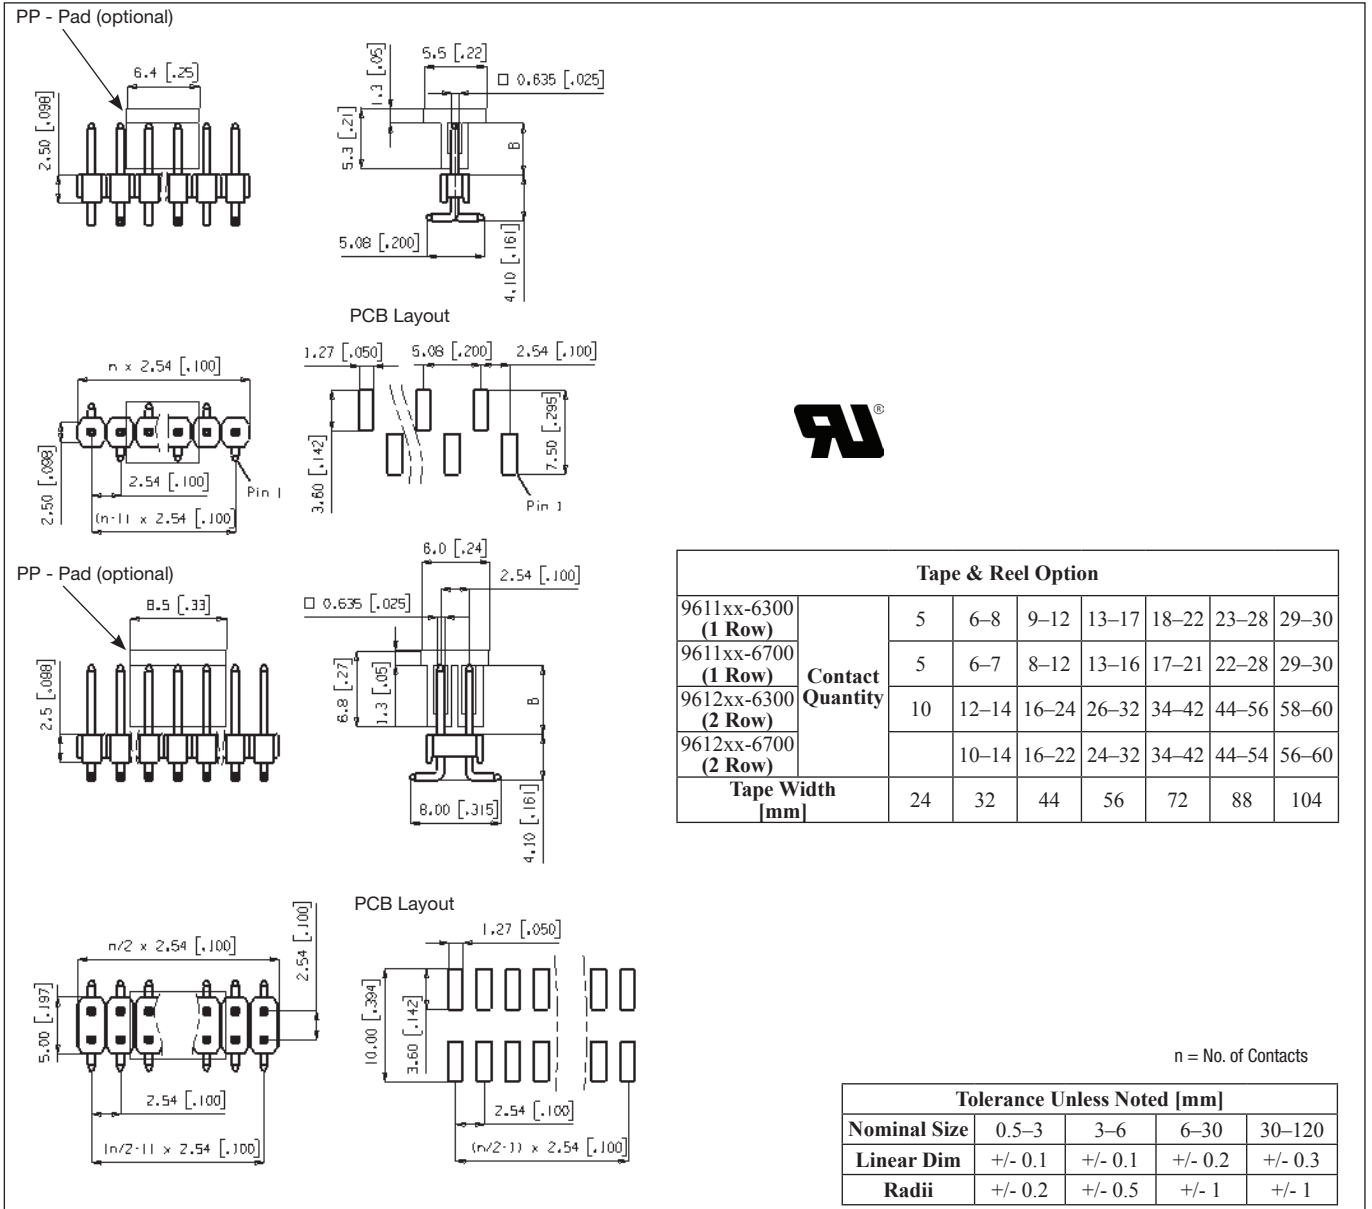 PP - Pad (optional)
6.4 [.25]
2.50 [.098]
1.3 [.05]
5.5 [.22]
□ 0.635 [.025]
5.3 [.21]
B
5.08 [.200]
4.10 [.161]
PCB Layout
n x 2.54 [.100]
1.27 [.050]
5.08 [.200]
2.54 [.100]
2.50 [.098]
2.54 [.100]
Pin 1
(n-1) x 2.54 [.100]
3.60 [.142]
7.50 [.295]
Pin 1
®
PP - Pad (optional)
8.5 [.33]
2.5 [.098]
6.0 [.24]
2.54 [.100]
□ 0.635 [.025]
6.8 [.27]
1.3 [.05]
B
8.00 [.315]
4.10 [.161]
Tape & Reel Option
9611xx-6300 (1 Row) 5 6–8 9–12 13–17 18–22 23–28 29–30
9611xx-6700 (1 Row) 5 6–7 8–12 13–16 17–21 22–28 29–30
Contact Quantity
9612xx-6300 (2 Row) 10 12–14 16–24 26–32 34–42 44–56 58–60
9612xx-6700 (2 Row) 10–14 16–22 24–32 34–42 44–54 56–60
Tape Width [mm] 24 32 44 56 72 88 104
n/2 x 2.54 [.100]
2.54 [.100]
5.00 [.197]
2.54 [.100]
(n/2-1) x 2.54 [.100]
PCB Layout
1.27 [.050]
10.00 [.394]
3.60 [.142]
2.54 [.100]
(n/2-1) x 2.54 [.100]
n = No. of Contacts
Tolerance Unless Noted [mm]
Nominal Size 0.5–3 3–6 6–30 30–120
Linear Dim +/- 0.1 +/- 0.1 +/- 0.2 +/- 0.3
Radii +/- 0.2 +/- 0.5 +/- 1 +/- 1